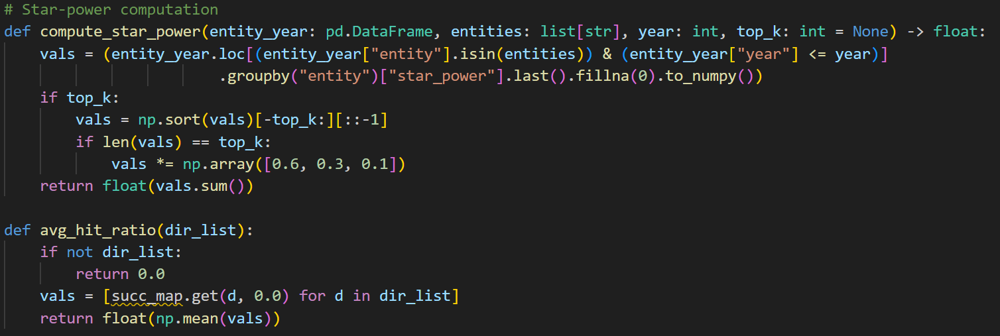 # Star-power computation
def compute_star_power(entity_year: pd.DataFrame, entities: list[str], year: int, top_k: int = None) -> float:
    vals = (entity_year.loc[(entity_year["entity"].isin(entities)) & (entity_year["year"] <= year)]
                        .groupby("entity")["star_power"].last().fillna(0).to_numpy())
    if top_k:
        vals = np.sort(vals)[-top_k:][::-1]
        if len(vals) == top_k:
            vals *= np.array([0.6, 0.3, 0.1])
    return float(vals.sum())

def avg_hit_ratio(dir_list):
    if not dir_list:
        return 0.0
    vals = [succ_map.get(d, 0.0) for d in dir_list]
    return float(np.mean(vals))